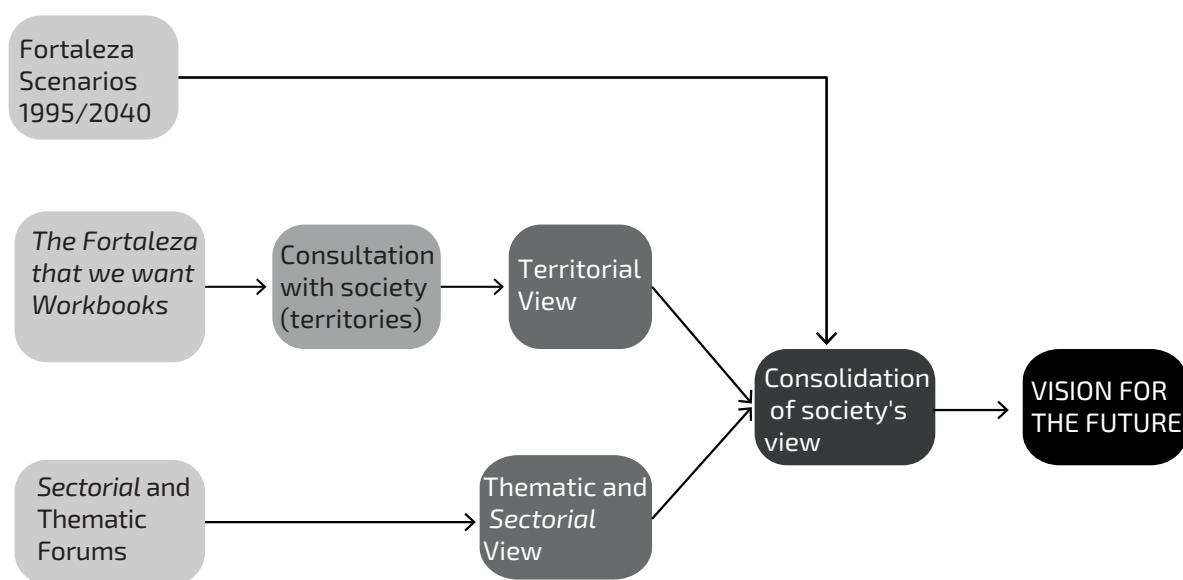 Fortaleza
Scenarios
1995/2040
The Fortaleza
that we want
Workbooks
Consultation
with society
(territories)
Territorial
View
Consolidation
of society's
view
VISION FOR
THE FUTURE
Sectorial and
Thematic
Forums
Thematic and
Sectorial
View